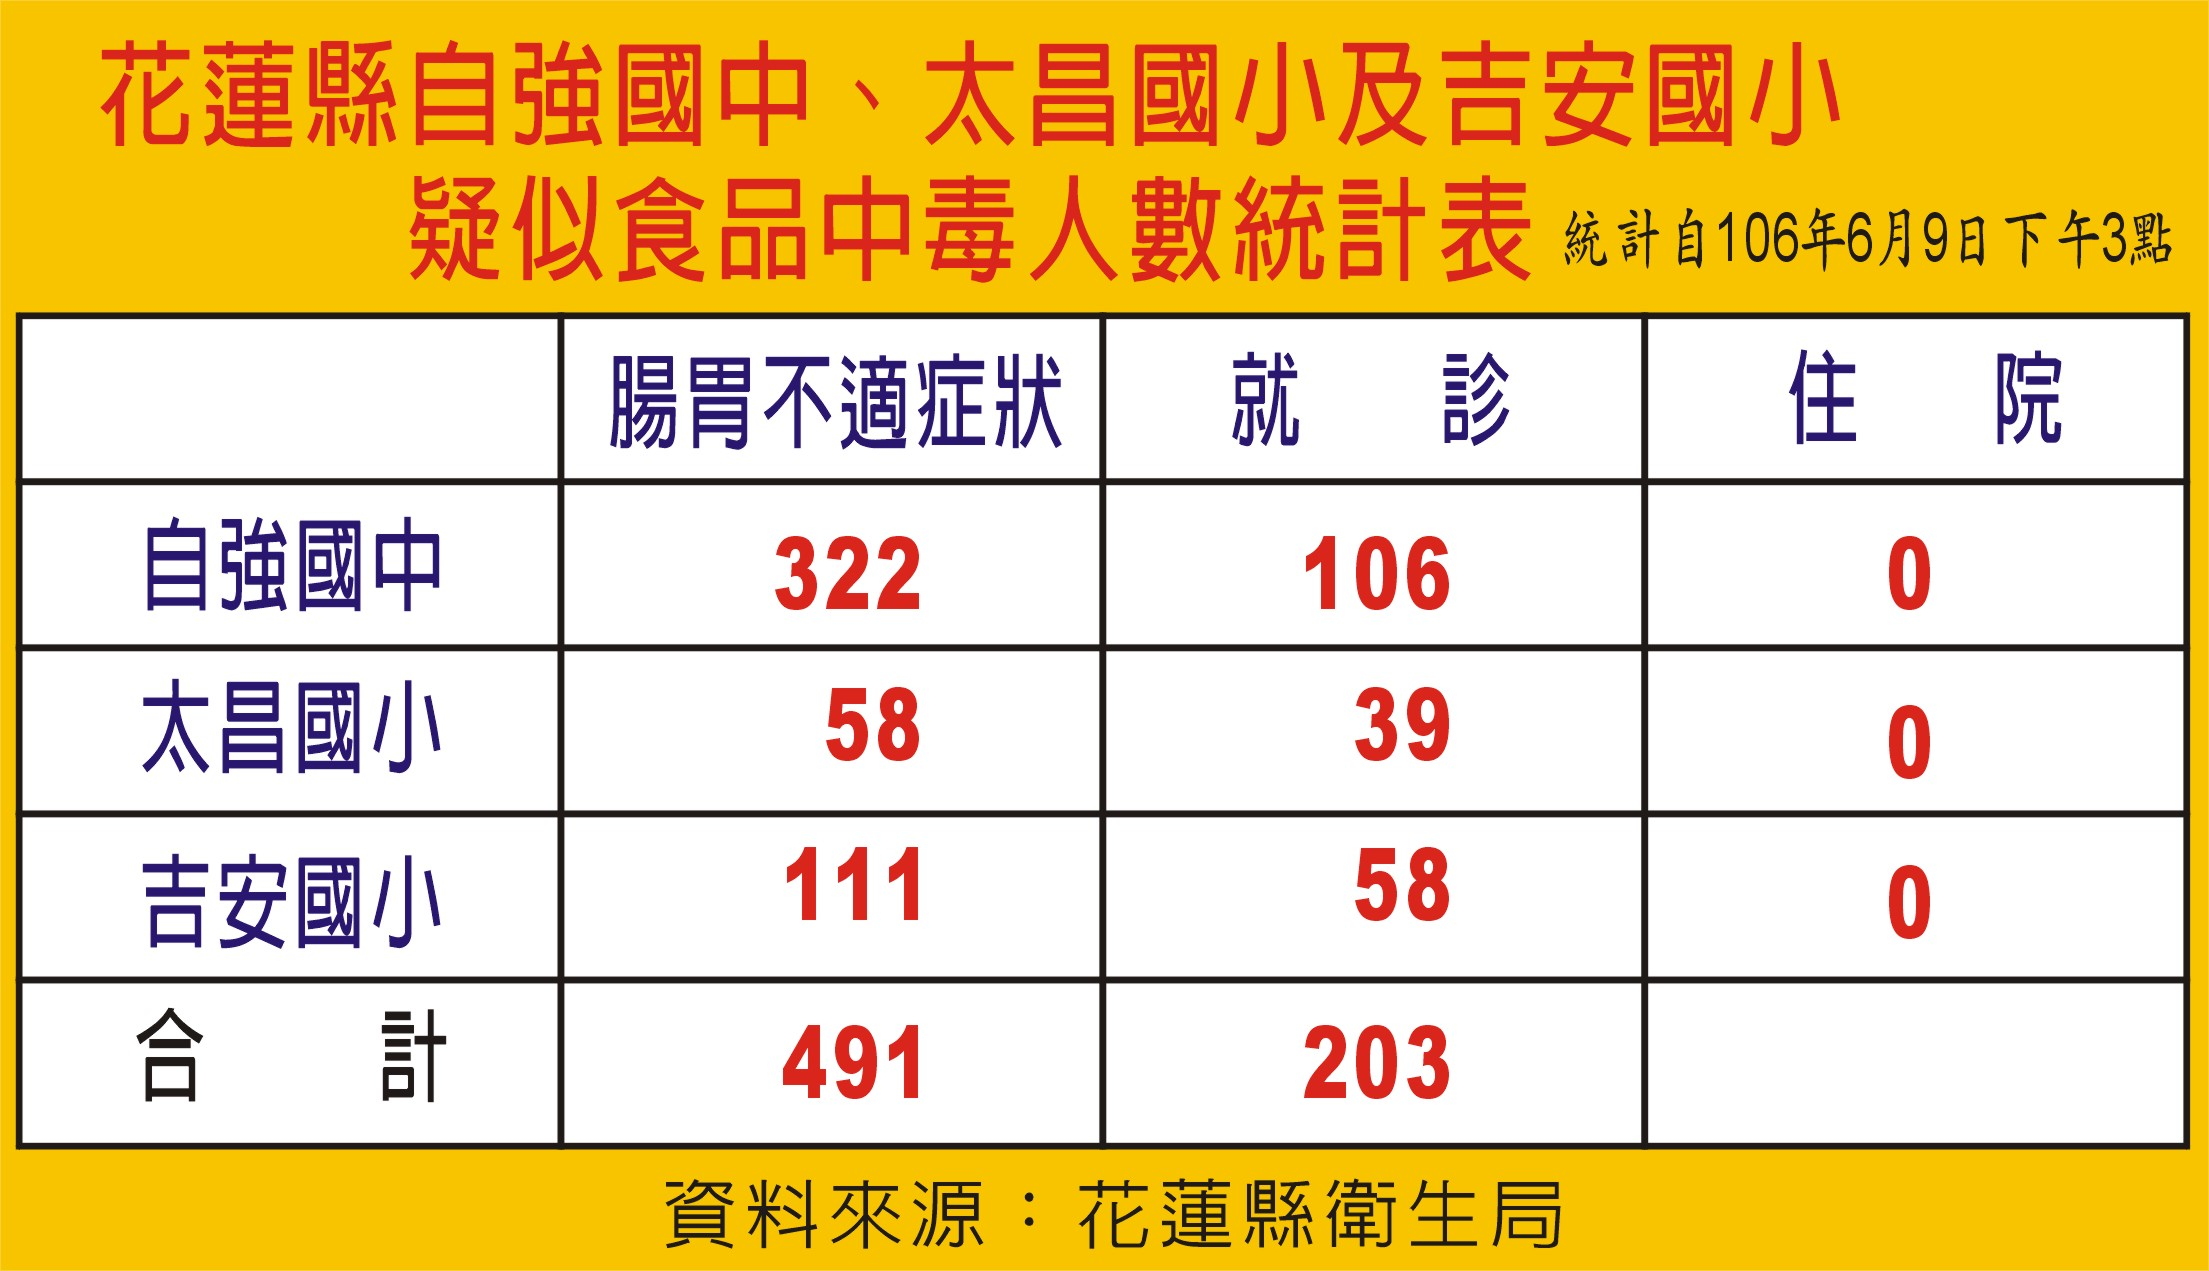 花蓮縣自強國中、太昌國小及吉安國小
疑似食品中毒人數統計表 統計自106年6月9日下午3點
腸胃不適症狀 就診 住院
自強國中 322 106 0
太昌國小 58 39 0
吉安國小 111 58 0
合計 491 203
資料來源：花蓮縣衛生局